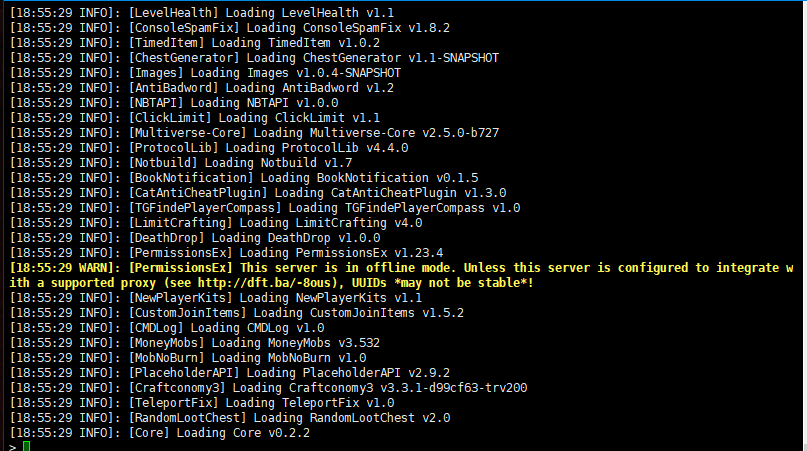 [18:55:29 INFO]: [LevelHealth] Loading LevelHealth v1.1
[18:55:29 INFO]: [ConsoleSpamFix] Loading ConsoleSpamFix v1.8.2
[18:55:29 INFO]: [TimedItem] Loading TimedItem v1.0.2
[18:55:29 INFO]: [ChestGenerator] Loading ChestGenerator v1.1-SNAPSHOT
[18:55:29 INFO]: [Images] Loading Images v1.0.4-SNAPSHOT
[18:55:29 INFO]: [AntiBadword] Loading AntiBadword v1.2
[18:55:29 INFO]: [NBTAPI] Loading NBTAPI v1.0.0
[18:55:29 INFO]: [ClickLimit] Loading ClickLimit v1.1
[18:55:29 INFO]: [Multiverse-Core] Loading Multiverse-Core v2.5.0-b727
[18:55:29 INFO]: [ProtocolLib] Loading ProtocolLib v4.4.0
[18:55:29 INFO]: [Notbuild] Loading Notbuild v1.7
[18:55:29 INFO]: [BookNotification] Loading BookNotification v0.1.5
[18:55:29 INFO]: [CatAntiCheatPlugin] Loading CatAntiCheatPlugin v1.3.0
[18:55:29 INFO]: [TGFindePlayerCompass] Loading TGFindePlayerCompass v1.0
[18:55:29 INFO]: [LimitCrafting] Loading LimitCrafting v4.0
[18:55:29 INFO]: [DeathDrop] Loading DeathDrop v1.0.0
[18:55:29 INFO]: [PermissionsEx] Loading PermissionsEx v1.23.4
[18:55:29 WARN]: [PermissionsEx] This server is in offline mode. Unless this server is configured to integrate w
ith a supported proxy (see http://dft.ba/-8ous), UUIDs *may not be stable*!
[18:55:29 INFO]: [NewPlayerKits] Loading NewPlayerKits v1.1
[18:55:29 INFO]: [CustomJoinItems] Loading CustomJoinItems v1.5.2
[18:55:29 INFO]: [CMDLog] Loading CMDLog v1.0
[18:55:29 INFO]: [MoneyMobs] Loading MoneyMobs v3.532
[18:55:29 INFO]: [MobNoBurn] Loading MobNoBurn v1.0
[18:55:29 INFO]: [PlaceholderAPI] Loading PlaceholderAPI v2.9.2
[18:55:29 INFO]: [Craftconomy3] Loading Craftconomy3 v3.3.1-d99cf63-trv200
[18:55:29 INFO]: [TeleportFix] Loading TeleportFix v1.0
[18:55:29 INFO]: [RandomLootChest] Loading RandomLootChest v2.0
[18:55:29 INFO]: [Core] Loading Core v0.2.2
>